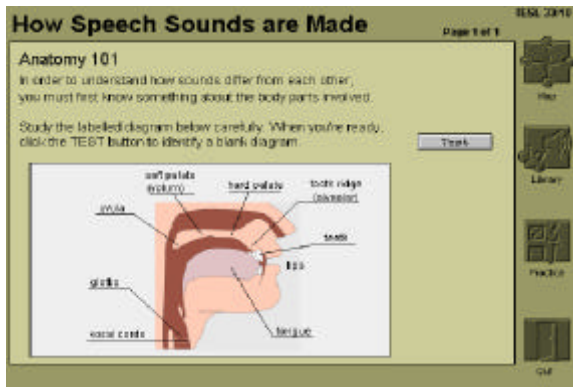 How Speech Sounds are Made
Page 1 of 1
Anatomy 101
In order to understand how sounds differ from each other,
you must first know something about the body parts involved.
Study the labelled diagram below carefully. When you're ready,
click the TEST button to identify a blank diagram
Test
soft palate
(velum)
hard palate
tooth ridge
(alveolar)
uvula
teeth
lips
glottis
vocal cords
tongue
TESL
Map
Library
Practice
Quit